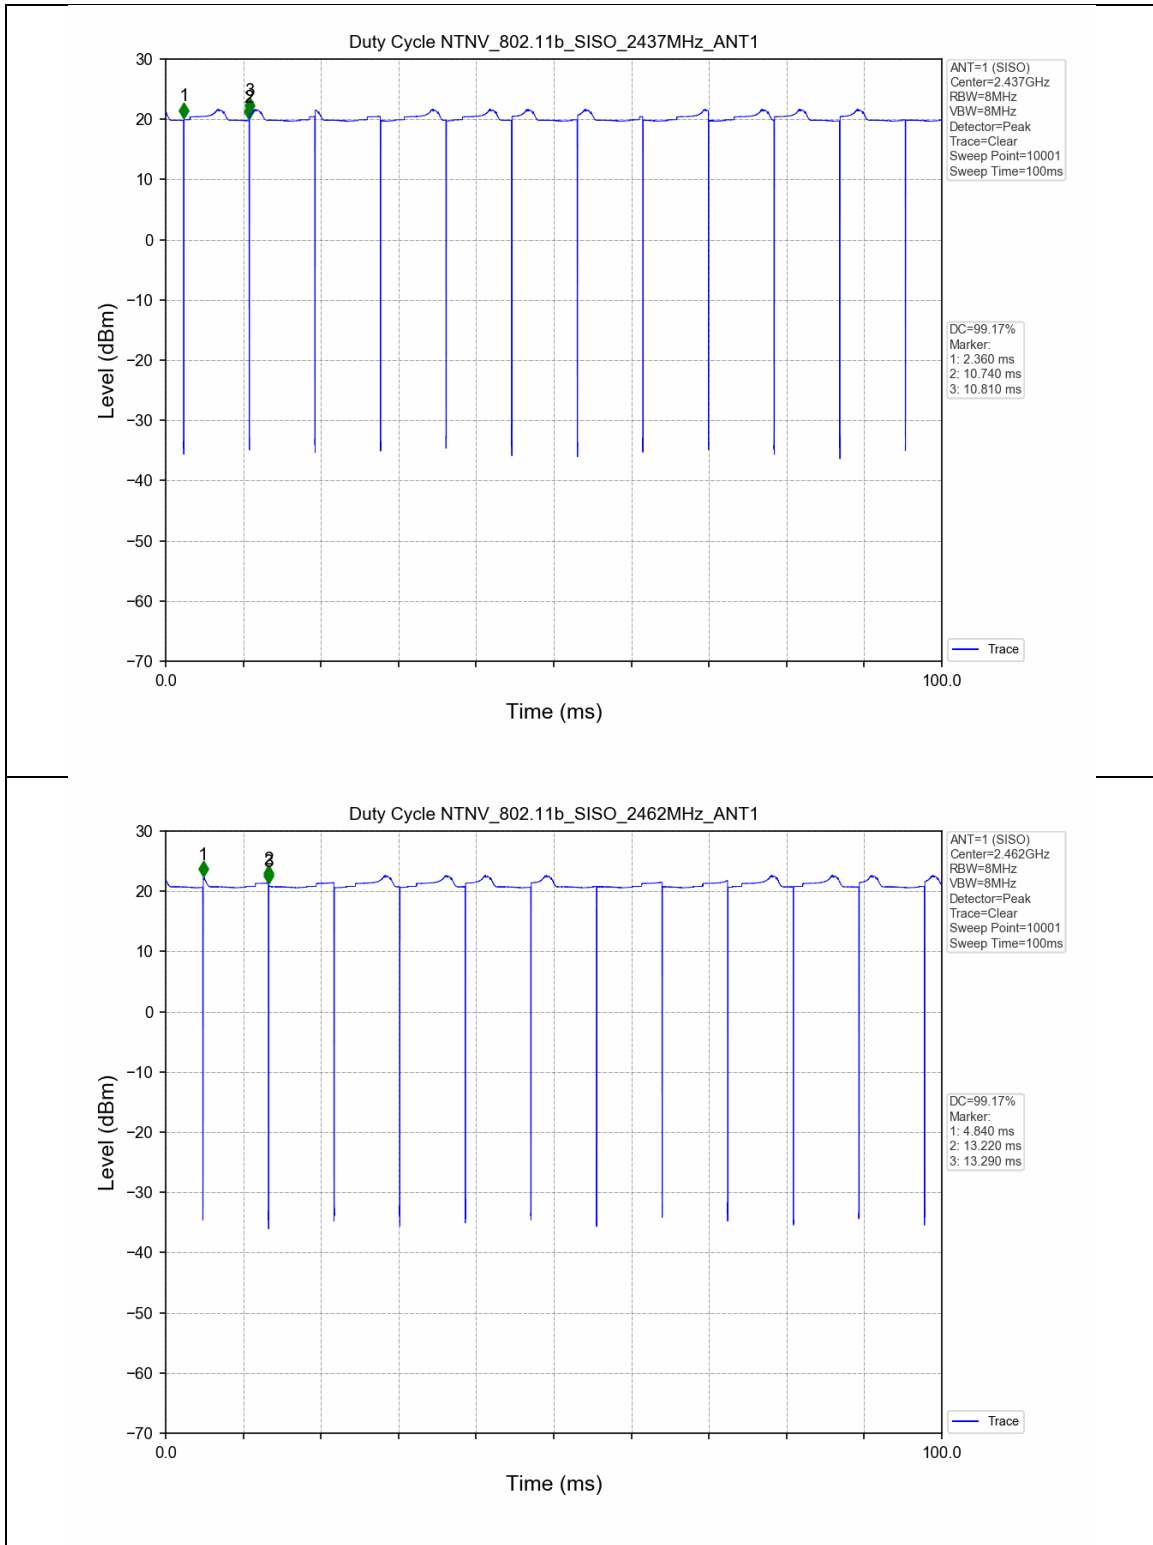 Duty Cycle NTNV_802.11b_SISO_2437MHz_ANT1
30
20
10
0
−10
−20
−30
−40
−50
−60
−70
Level (dBm)
1
3
2
0.0
100.0
Time (ms)
ANT=1 (SISO)
Center=2.437GHz
RBW=8MHz
VBW=8MHz
Detector=Peak
Trace=Clear
Sweep Point=10001
Sweep Time=100ms
DC=99.17%
Marker:
1: 2.360 ms
2: 10.740 ms
3: 10.810 ms
Trace
Duty Cycle NTNV_802.11b_SISO_2462MHz_ANT1
30
20
10
0
−10
−20
−30
−40
−50
−60
−70
Level (dBm)
1
3
2
0.0
100.0
Time (ms)
ANT=1 (SISO)
Center=2.462GHz
RBW=8MHz
VBW=8MHz
Detector=Peak
Trace=Clear
Sweep Point=10001
Sweep Time=100ms
DC=99.17%
Marker:
1: 4.840 ms
2: 13.220 ms
3: 13.290 ms
Trace